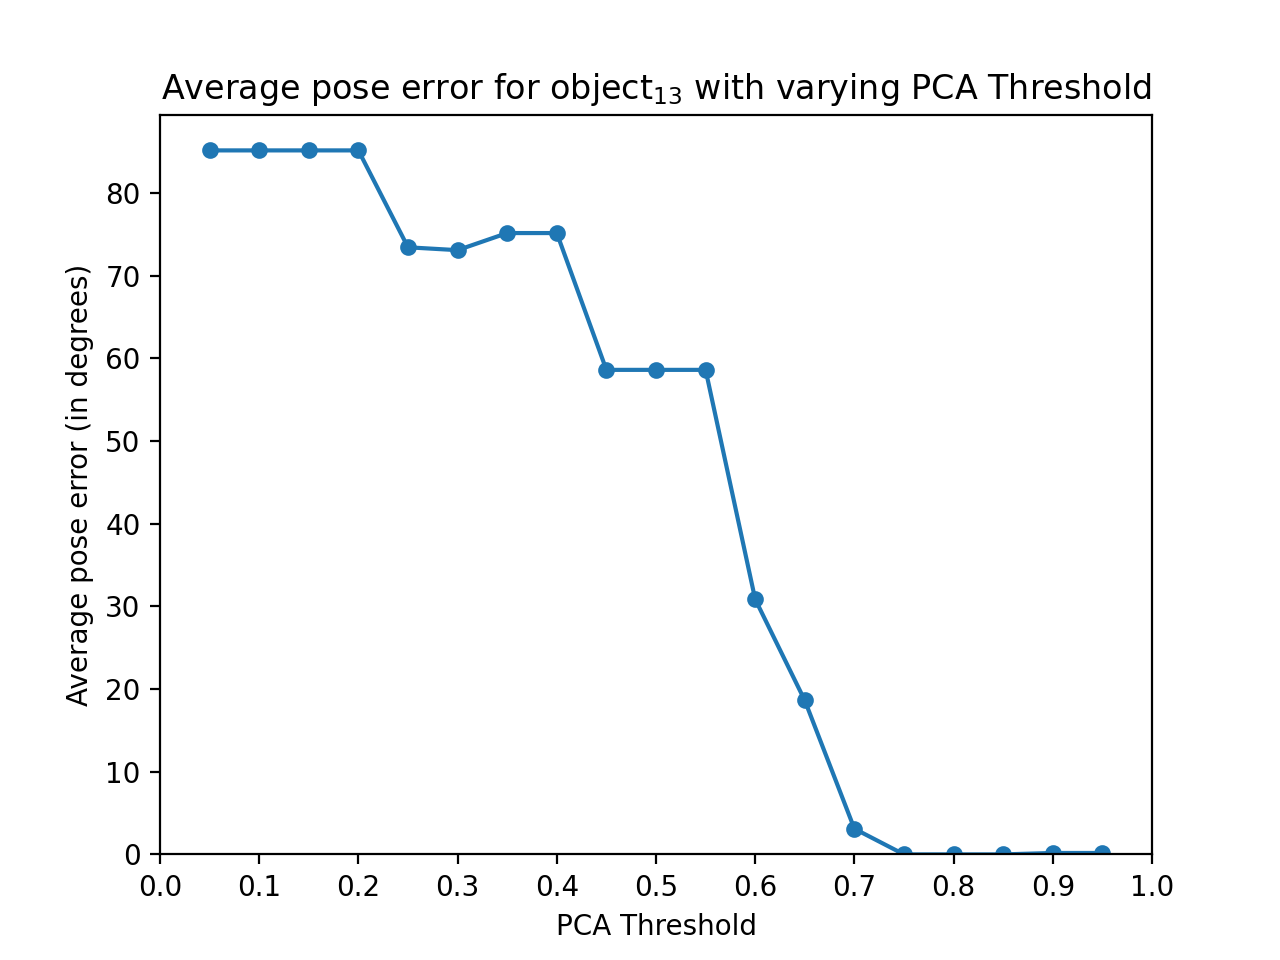 Average pose error for object₁₃ with varying PCA Threshold
Average pose error (in degrees)
80
70
60
50
40
30
20
10
0
0.0 0.1 0.2 0.3 0.4 0.5 0.6 0.7 0.8 0.9 1.0
PCA Threshold